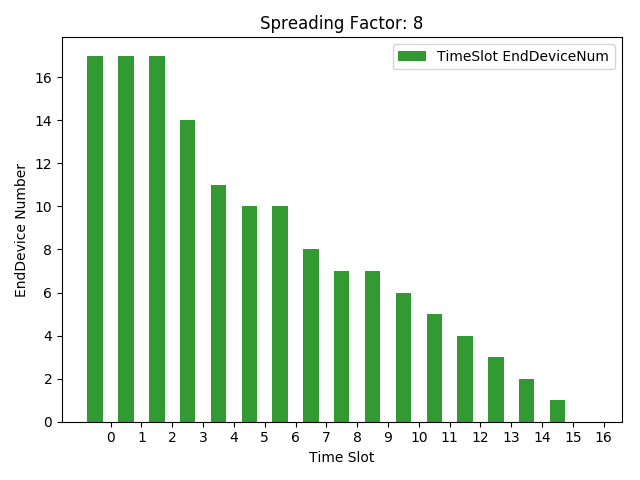 Spreading Factor: 8
TimeSlot EndDeviceNum
16
14
12
10
8
6
4
2
0
EndDevice Number
0 1 2 3 4 5 6 7 8 9 10 11 12 13 14 15 16
Time Slot